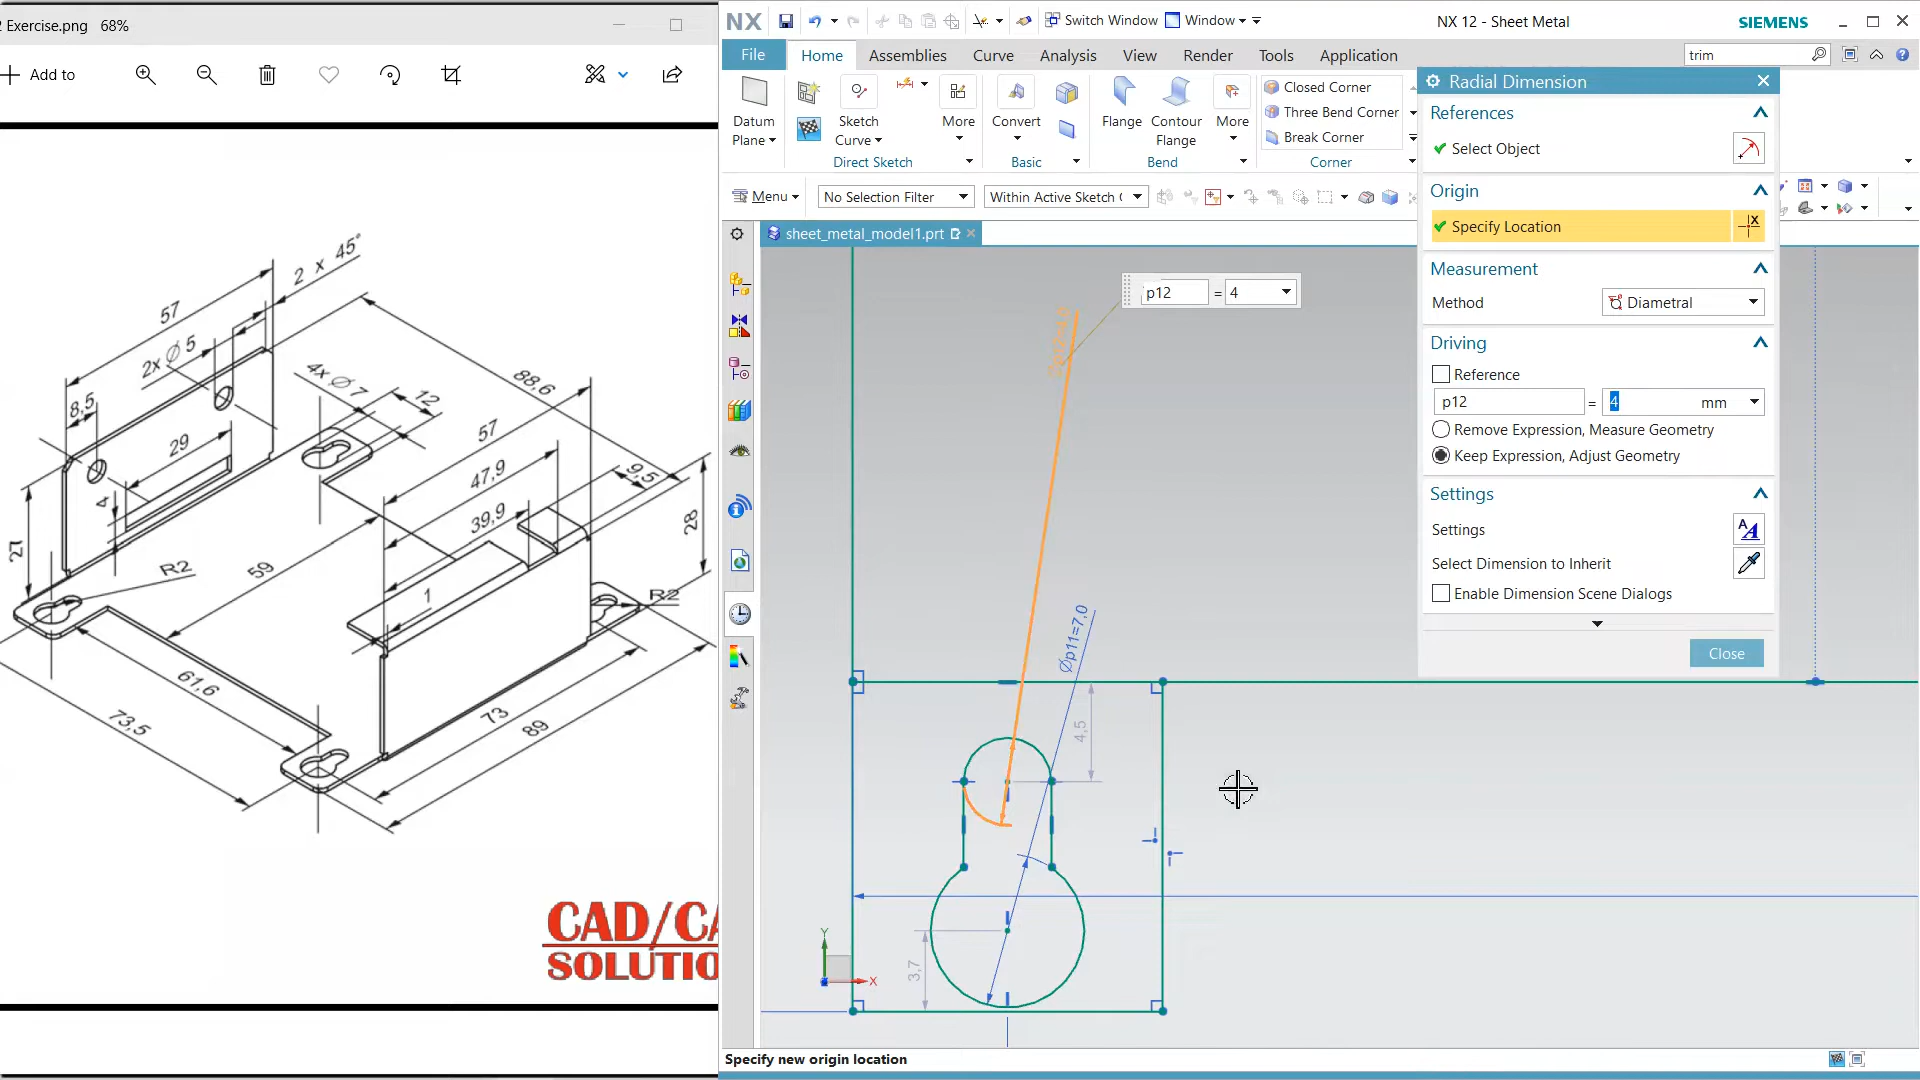 2 Exercise.png 68%
Add to
57
2 x 45°
2x Ø 5
4x Ø 7
88,6
12
8,5
57
29
47,9
9,5
4
39,9
28
27
R2
59
1
R2
61,6
73
73,5
89
CAD/CA
SOLUTIO
NX
Switch Window
Window
NX 12 - Sheet Metal
SIEMENS
File
Home
Assemblies
Curve
Analysis
View
Render
Tools
Application
trim
Datum
Plane
Sketch
Curve
More
Convert
Flange
Contour
Flange
More
Closed Corner
Three Bend Corner
Break Corner
Direct Sketch
Basic
Bend
Corner
Menu
No Selection Filter
Within Active Sketch
sheet_metal_model1.prt
p12 = 4
Øp11=7,0
4,5
3,7
Y
X
Radial Dimension
References
Select Object
Origin
Specify Location
Measurement
Method
Diametral
Driving
Reference
p12 = 4 mm
Remove Expression, Measure Geometry
Keep Expression, Adjust Geometry
Settings
Settings
Select Dimension to Inherit
Enable Dimension Scene Dialogs
Close
Specify new origin location